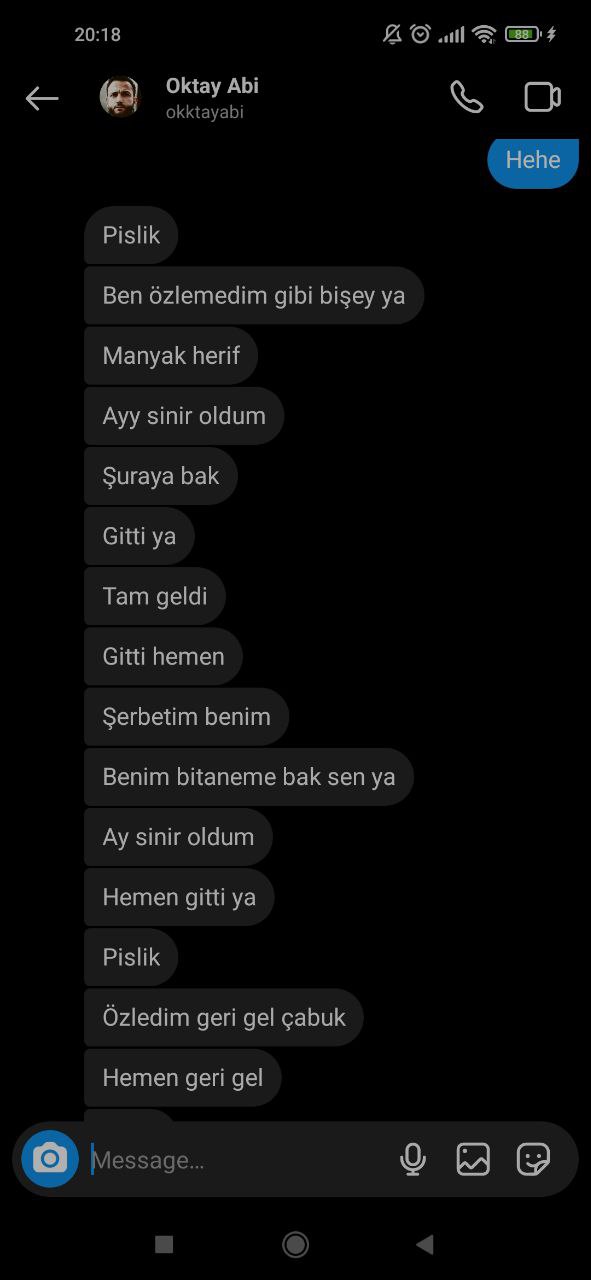 20:18
88
Oktay Abi
okktayabi
Hehe
Pislik
Ben özlemedim gibi bişey ya
Manyak herif
Ayy sinir oldum
Şuraya bak
Gitti ya
Tam geldi
Gitti hemen
Şerbetim benim
Benim bitaneme bak sen ya
Ay sinir oldum
Hemen gitti ya
Pislik
Özledim geri gel çabuk
Hemen geri gel
Message...